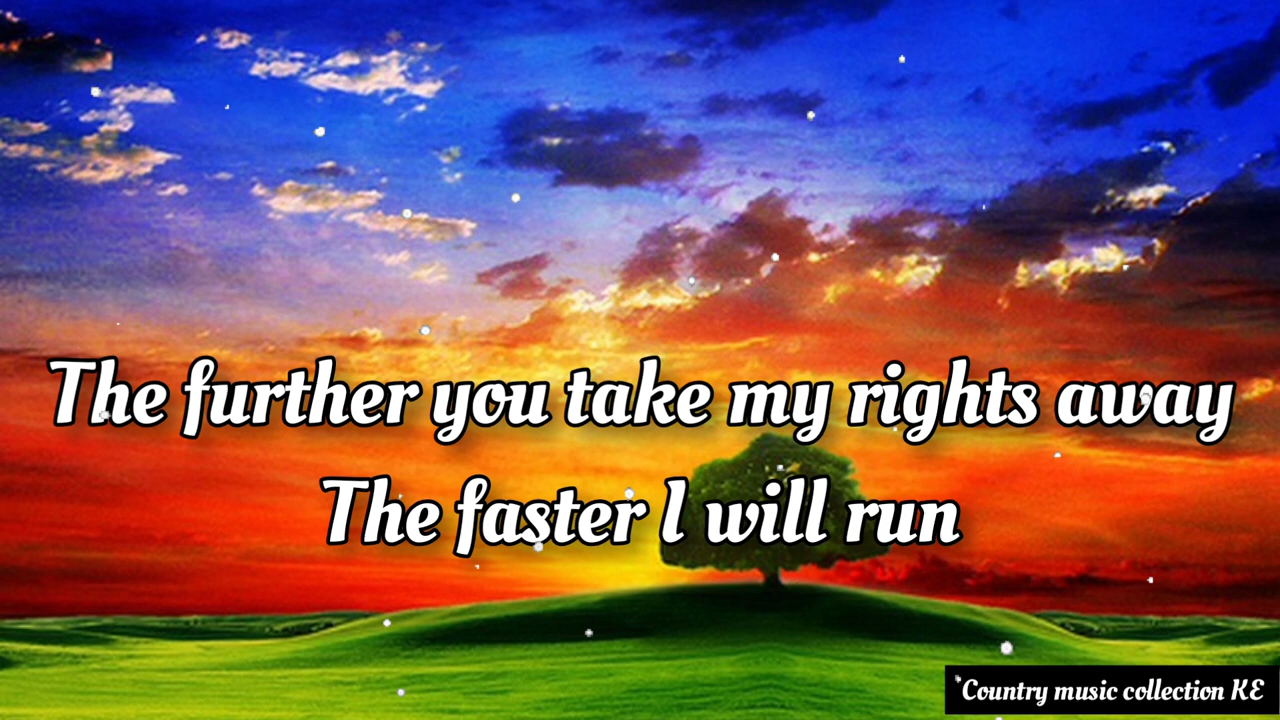 The further you take my rights away
The faster I will run
*Country music collection KE